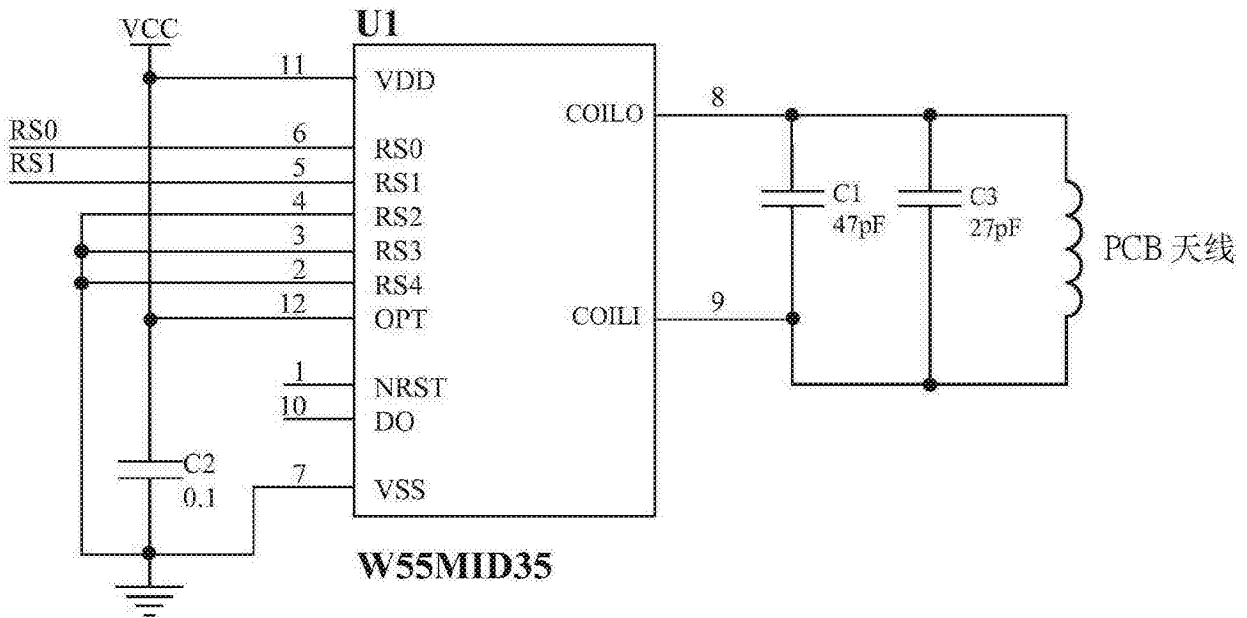 U1
VCC
11
VDD
RS0
6
RS0
RS1
5
RS1
4
RS2
3
RS3
2
RS4
12
OPT
1
NRST
10
DO
7
VSS
C2
0.1
COILO
8
COILI
9
C1
47pF
C3
27pF
PCB 天线
W55MID35